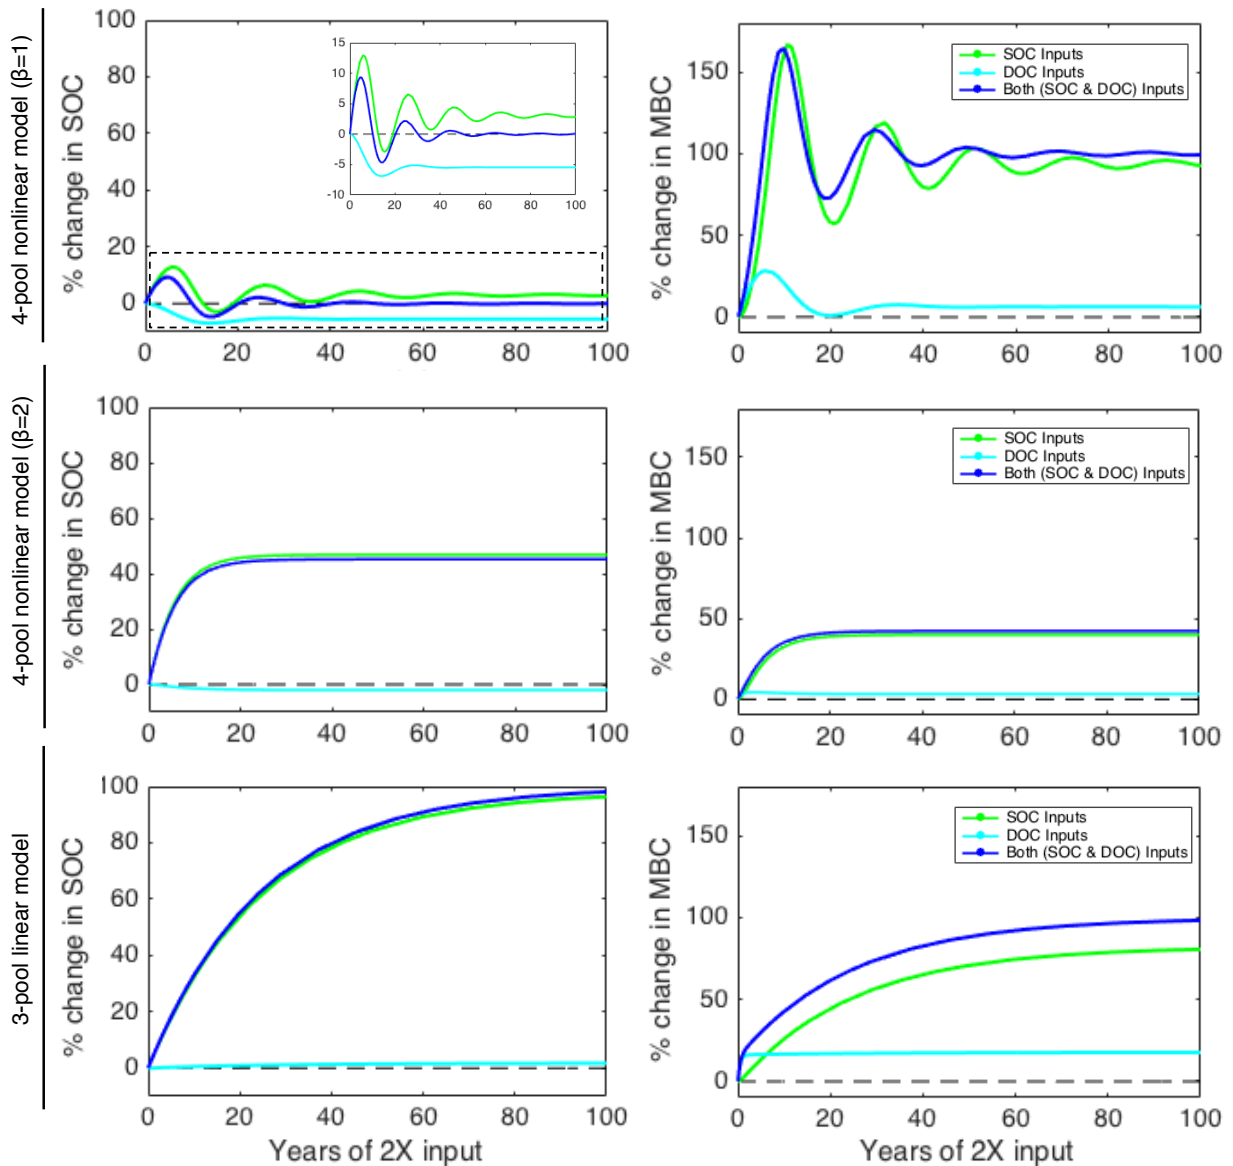 4-pool nonlinear model (β=1)
% change in SOC
100
80
60
40
20
0
0 20 40 60 80 100
15
10
5
0
-5
-10
0 20 40 60 80 100
% change in MBC
150
100
50
0
0 20 40 60 80 100
SOC Inputs
DOC Inputs
Both (SOC & DOC) Inputs
4-pool nonlinear model (β=2)
% change in SOC
100
80
60
40
20
0
0 20 40 60 80 100
% change in MBC
150
100
50
0
0 20 40 60 80 100
SOC Inputs
DOC Inputs
Both (SOC & DOC) Inputs
3-pool linear model
% change in SOC
100
80
60
40
20
0
0 20 40 60 80 100
Years of 2X input
% change in MBC
150
100
50
0
0 20 40 60 80 100
Years of 2X input
SOC Inputs
DOC Inputs
Both (SOC & DOC) Inputs